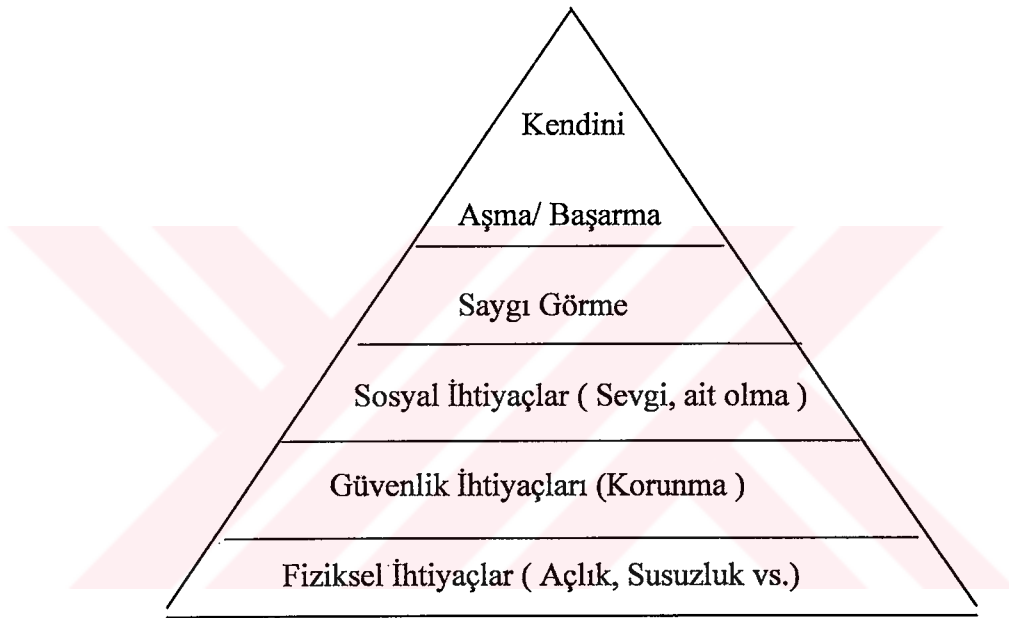 Kendini
Aşma/ Başarma
Saygı Görme
Sosyal İhtiyaçlar ( Sevgi, ait olma )
Güvenlik İhtiyaçları (Korunma )
Fiziksel İhtiyaçlar ( Açlık, Susuzluk vs.)